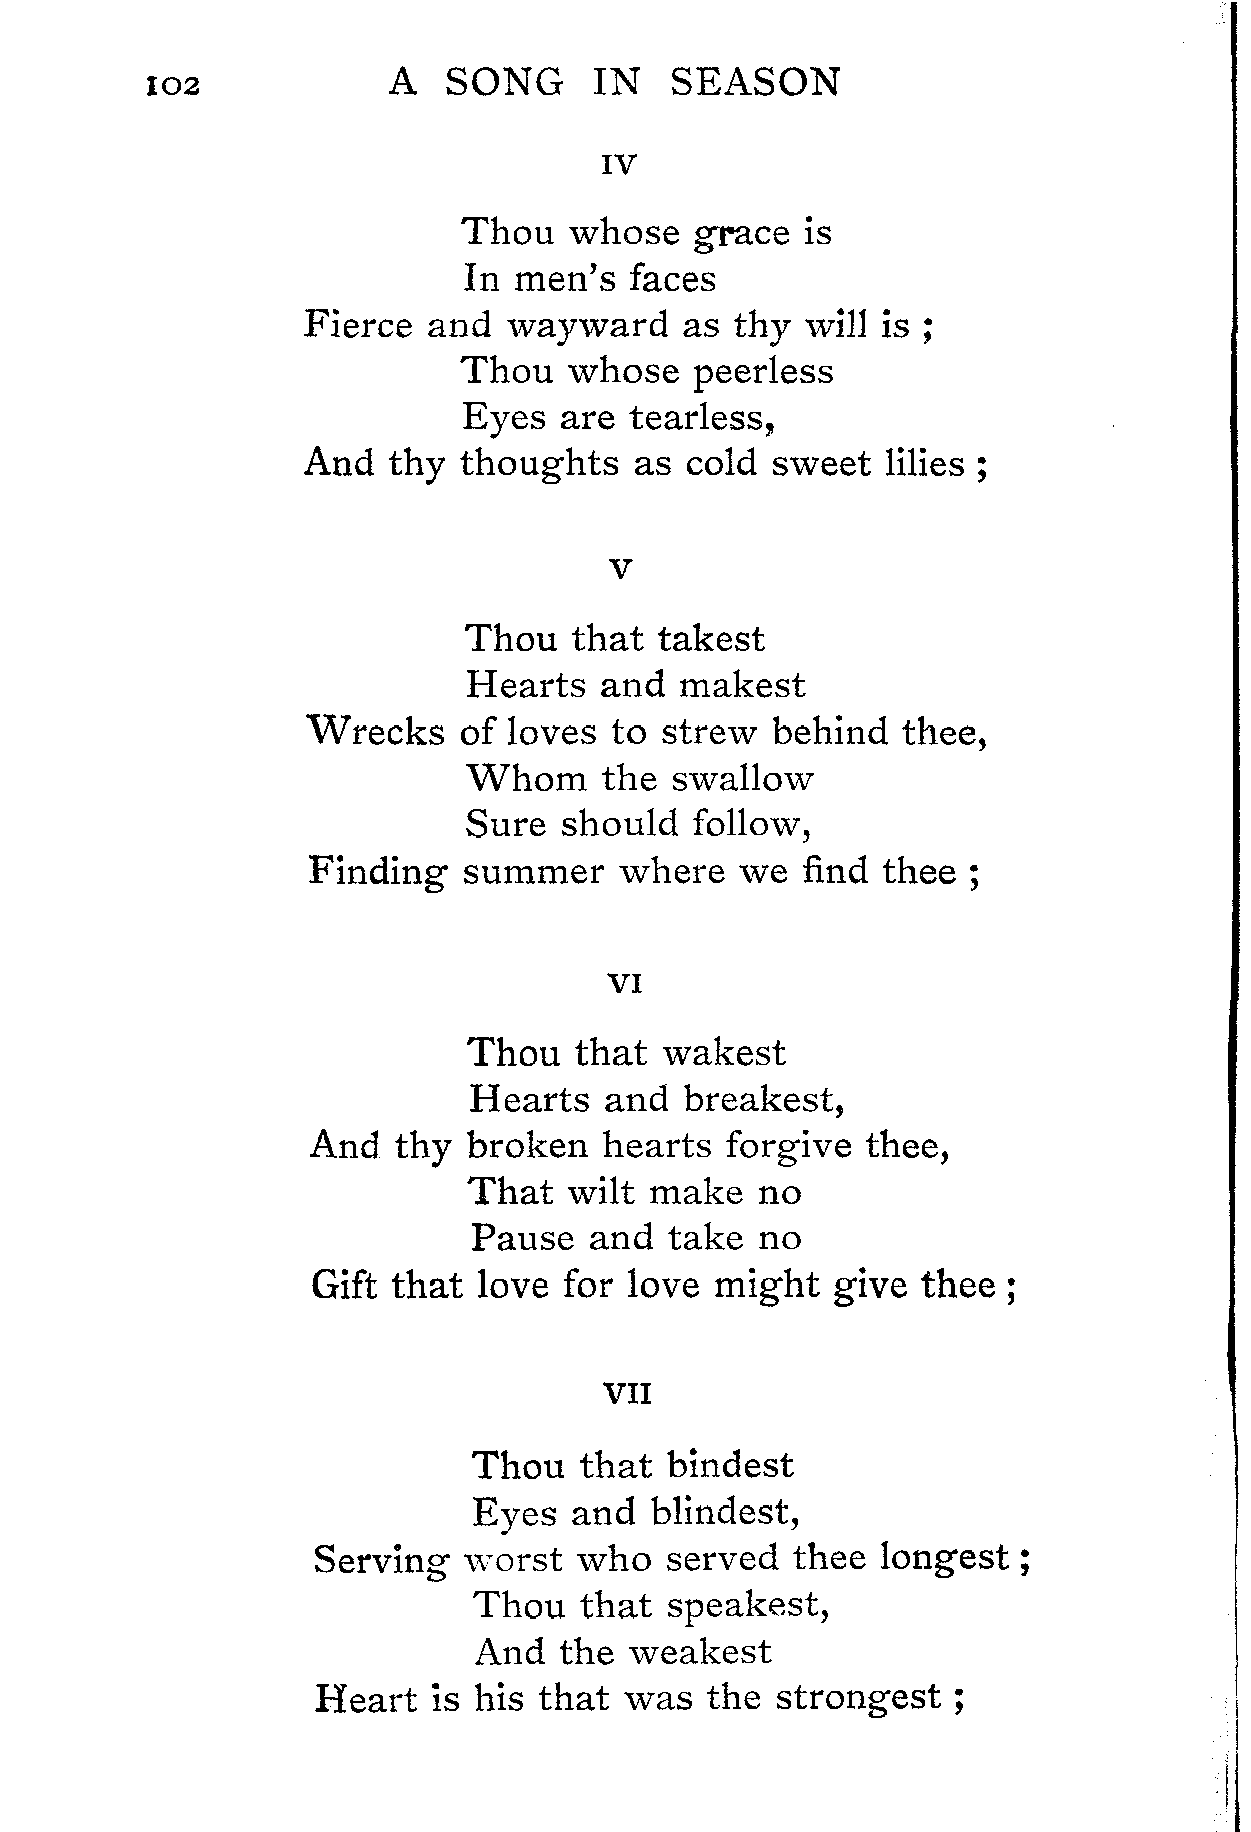 102 A SONG IN SEASON
IV
Thou whose grace is
In men's faces
Fierce and wayward as thy will is ;
Thou whose peerless
Eyes are tearless,
And thy thoughts as cold sweet lilies ;
V
Thou that takest
Hearts and makest
Wrecks of loves to strew behind thee,
Whom the swallow
Sure should follow,
Finding summer where we find thee ;
VI
Thou that wakest
Hearts and breakest,
And thy broken hearts forgive thee,
That wilt make no
Pause and take no
Gift that love for love might give thee ;
VII
Thou that bindest
Eyes and blindest,
Serving worst who served thee longest ;
Thou that speakest,
And the weakest
Heart is his that was the strongest ;